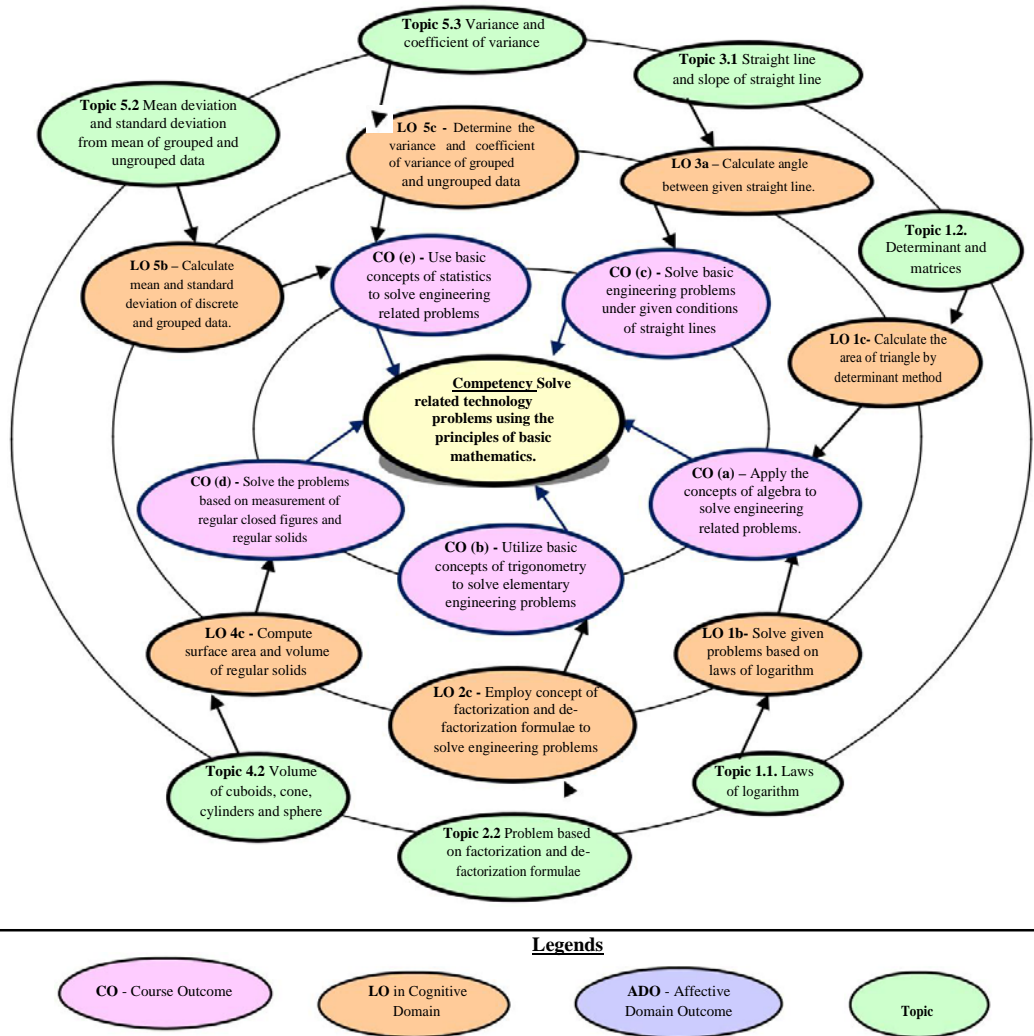 Topic 5.3 Variance and
coefficient of variance
Topic 3.1 Straight line
and slope of straight line
Topic 5.2 Mean deviation
and standard deviation
from mean of grouped and
ungrouped data
LO 5c - Determine the
variance and coefficient
of variance of grouped
and ungrouped data
LO 3a – Calculate angle
between given straight line.
Topic 1.2.
Determinant and
matrices
LO 5b – Calculate
mean and standard
deviation of discrete
and grouped data.
CO (e) - Use basic
concepts of statistics
to solve engineering
related problems
CO (c) - Solve basic
engineering problems
under given conditions
of straight lines
LO 1c- Calculate the
area of triangle by
determinant method
Competency Solve
related technology
problems using the
principles of basic
mathematics.
CO (d) - Solve the problems
based on measurement of
regular closed figures and
regular solids
CO (a) – Apply the
concepts of algebra to
solve engineering
related problems.
CO (b) - Utilize basic
concepts of trigonometry
to solve elementary
engineering problems
LO 4c - Compute
surface area and volume
of regular solids
LO 1b- Solve given
problems based on
laws of logarithm
LO 2c - Employ concept of
factorization and de-
factorization formulae to
solve engineering problems
Topic 4.2 Volume
of cuboids, cone,
cylinders and sphere
Topic 1.1. Laws
of logarithm
Topic 2.2 Problem based
on factorization and de-
factorization formulae
Legends
CO - Course Outcome
LO in Cognitive
Domain
ADO - Affective
Domain Outcome
Topic